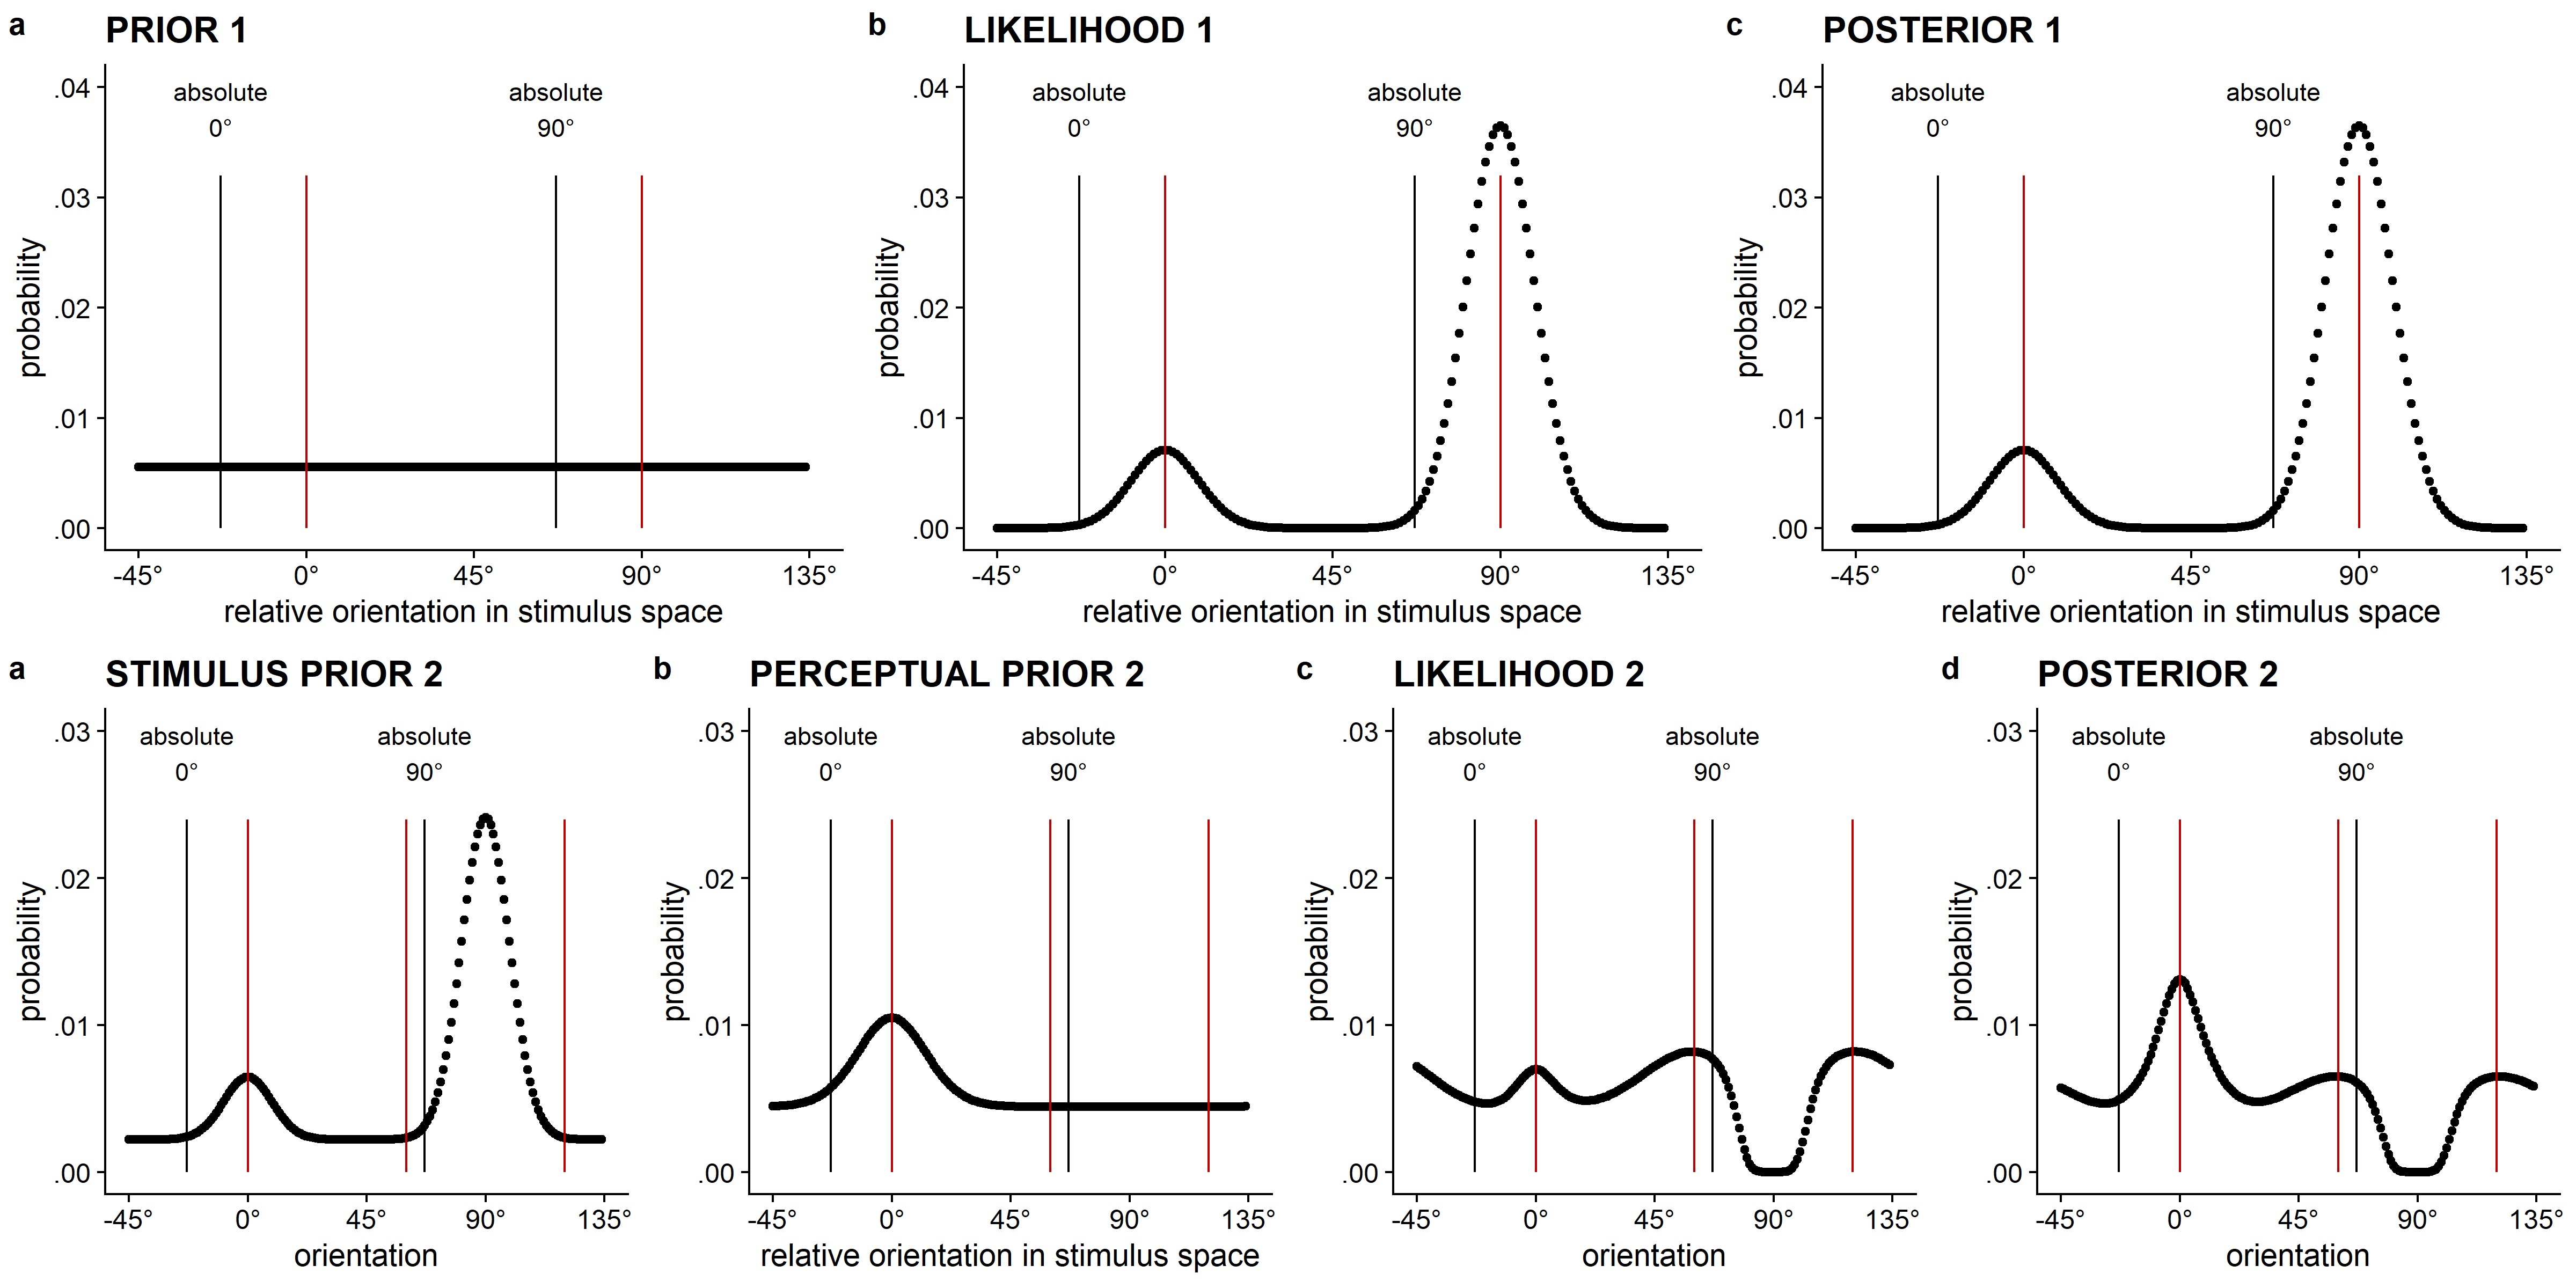 a PRIOR 1
.04
.03
.02
.01
.00
probability
absolute
0°
absolute
90°
-45° 0° 45° 90° 135°
relative orientation in stimulus space
b LIKELIHOOD 1
.04
.03
.02
.01
.00
probability
absolute
0°
absolute
90°
-45° 0° 45° 90° 135°
relative orientation in stimulus space
c POSTERIOR 1
.04
.03
.02
.01
.00
probability
absolute
0°
absolute
90°
-45° 0° 45° 90° 135°
relative orientation in stimulus space
a STIMULUS PRIOR 2
.03
.02
.01
.00
probability
absolute
0°
absolute
90°
-45° 0° 45° 90° 135°
orientation
b PERCEPTUAL PRIOR 2
.03
.02
.01
.00
probability
absolute
0°
absolute
90°
-45° 0° 45° 90° 135°
relative orientation in stimulus space
c LIKELIHOOD 2
.03
.02
.01
.00
probability
absolute
0°
absolute
90°
-45° 0° 45° 90° 135°
orientation
d POSTERIOR 2
.03
.02
.01
.00
probability
absolute
0°
absolute
90°
-45° 0° 45° 90° 135°
orientation